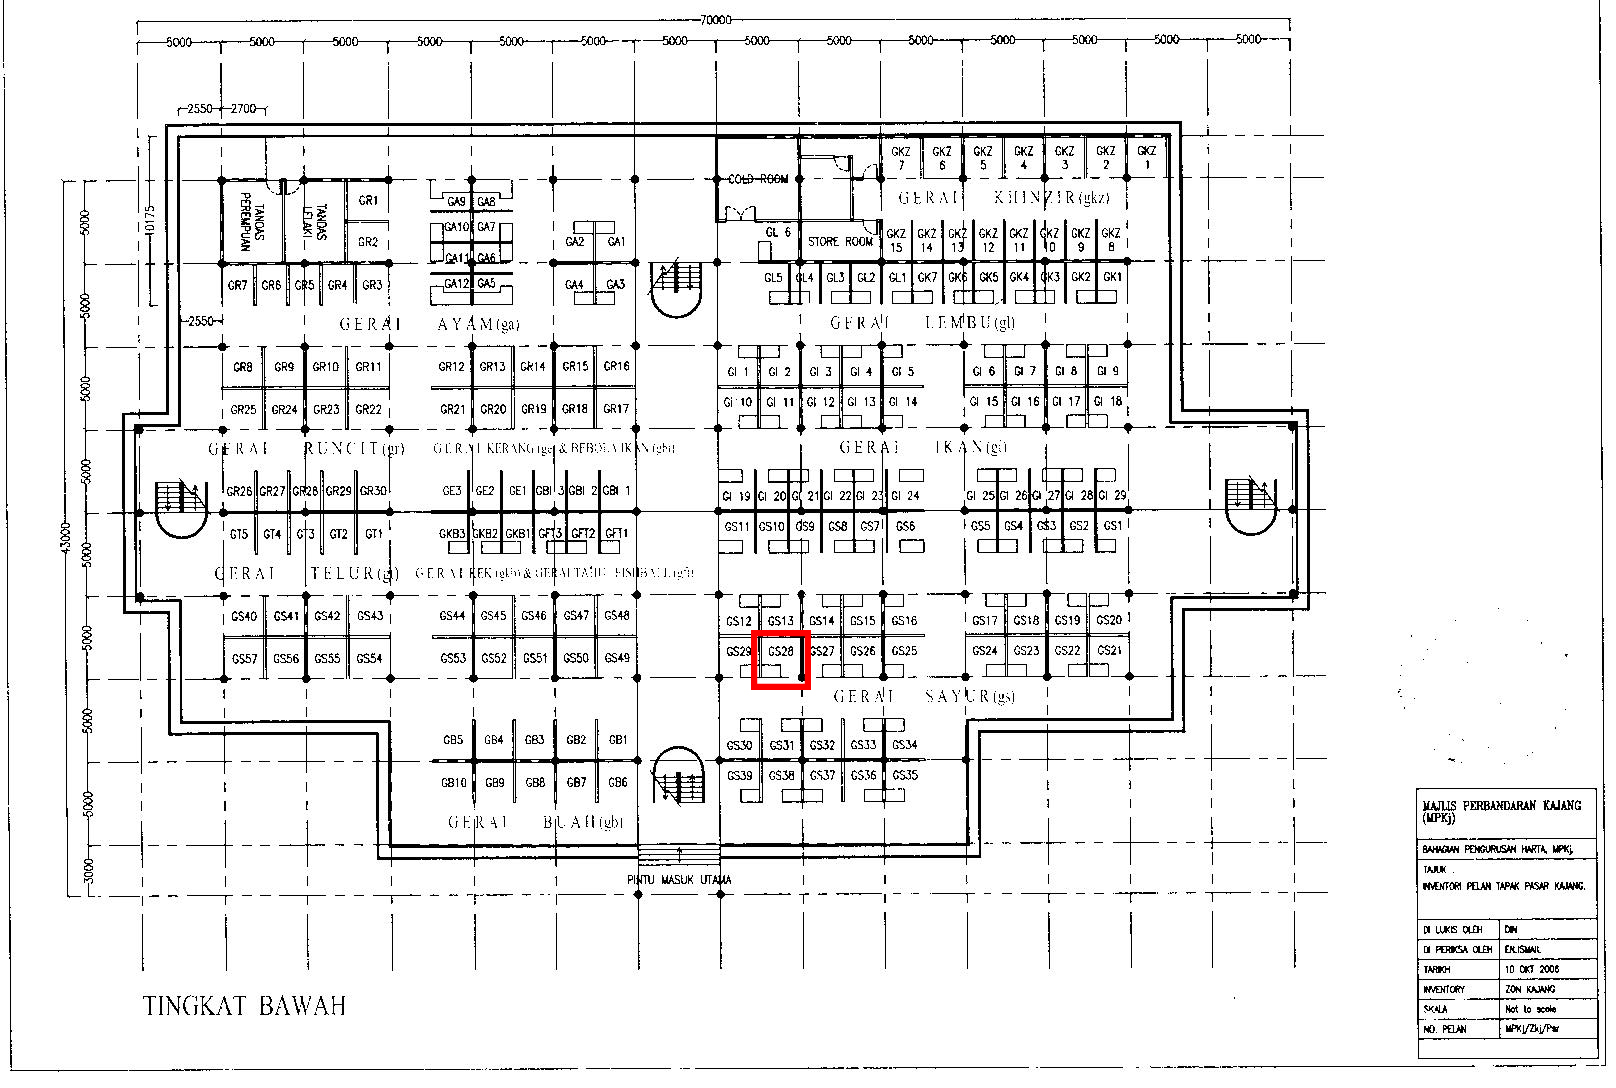 70000
5000 5000 5000 5000 5000 5000 5000 5000 5000 5000 5000 5000 5000 5000
2550 2700
GKZ 7 GKZ 6 GKZ 5 GKZ 4 GKZ 3 GKZ 2 GKZ 1
COLD ROOM
GERAI KHINZIR(gkz)
TANDAS PEREMPUAN
TANDAS LELAKI
GR1
GR2
GA9 GA8
GA10 GA7
GA11 GA6
GA12 GA5
GA2 GA1
GA4 GA3
GL 6
STORE ROOM
GKZ 15 GKZ 14 GKZ 13 GKZ 12 GKZ 11 GKZ 10 GKZ 9 GKZ 8
GR7 GR6 GR5 GR4 GR3
GL5 GL4 GL3 GL2 GL1 GK7 GK6 GK5 GK4 GK3 GK2 GK1
10175
2550
GERAI AYAM(ga)
GERAI LEMBU(gl)
GR8 GR9 GR10 GR11 GR12 GR13 GR14 GR15 GR16
GI 1 GI 2 GI 3 GI 4 GI 5 GI 6 GI 7 GI 8 GI 9
GR25 GR24 GR23 GR22 GR21 GR20 GR19 GR18 GR17
GI 10 GI 11 GI 12 GI 13 GI 14 GI 15 GI 16 GI 17 GI 18
GERAI RUNCIT(gr)
GERAI KERANG(ge) & BEBOLA IKAN(gbi)
GERAI IKAN(gi)
GR26 GR27 GR28 GR29 GR30 GE3 GE2 GE1 GBI 3 GBI 2 GBI 1
GI 19 GI 20 GI 21 GI 22 GI 23 GI 24 GI 25 GI 26 GI 27 GI 28 GI 29
GT5 GT4 GT3 GT2 GT1 GKB3 GKB2 GKB1 GFT3 GFT2 GFT1
GS11 GS10 GS9 GS8 GS7 GS6 GS5 GS4 GS3 GS2 GS1
GERAI TELUR(gt)
GERAI KEK(gkb) & GERAI TAHU FISHBALL(gft)
GS40 GS41 GS42 GS43 GS44 GS45 GS46 GS47 GS48
GS12 GS13 GS14 GS15 GS16 GS17 GS18 GS19 GS20
GS57 GS56 GS55 GS54 GS53 GS52 GS51 GS50 GS49
GS29 GS28 GS27 GS26 GS25 GS24 GS23 GS22 GS21
GERAI SAYUR(gs)
GB5 GB4 GB3 GB2 GB1
GS30 GS31 GS32 GS33 GS34
GB10 GB9 GB8 GB7 GB6
GS39 GS38 GS37 GS36 GS35
GERAI BUAH(gb)
PINTU MASUK UTAMA
5000
5000
5000
5000
5000
5000
5000
5000
3000
43000
TINGKAT BAWAH
MAJLIS PERBANDARAN KAJANG
(MPKj)
BAHAGIAN PENGURUSAN HARTA, MPKj.
TAJUK :
INVENTORI PELAN TAPAK PASAR KAJANG.
DI LUKIS OLEH DIN
DI PERIKSA OLEH EN.ISMAIL
TARIKH 10 OKT 2006
INVENTORY ZON KAJANG
SKALA Not to scale
NO. PELAN MPKj/Zkj/Psr